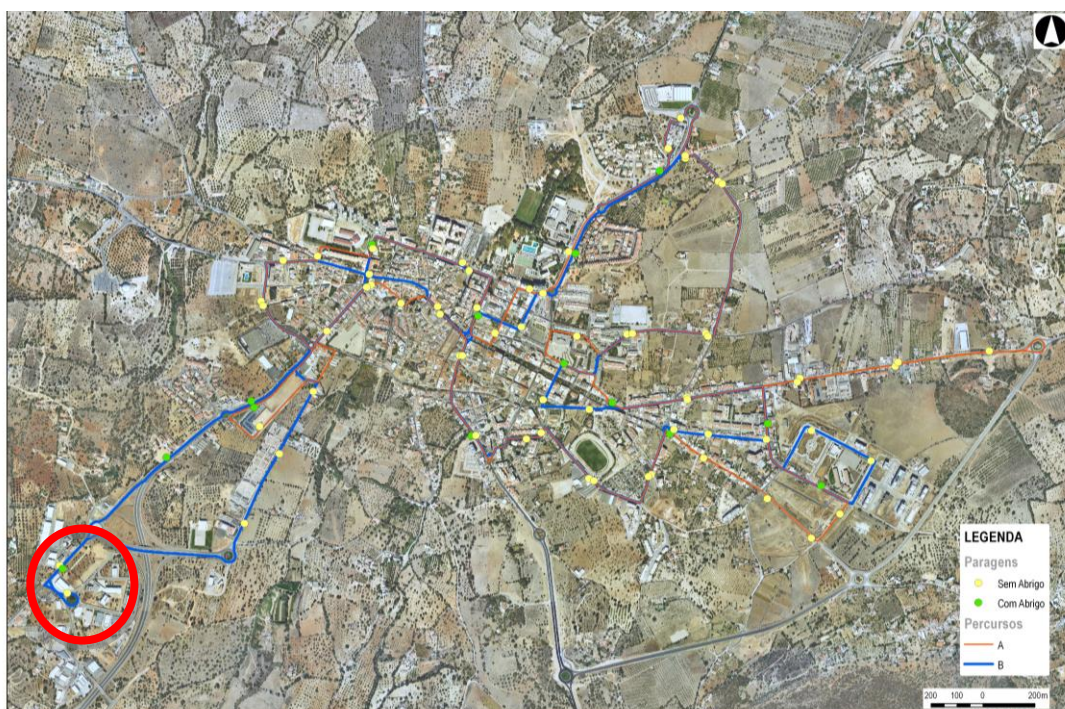 LEGENDA
Paragens
Sem Abrigo
Com Abrigo
Percursos
A
B
200 100 0 200m